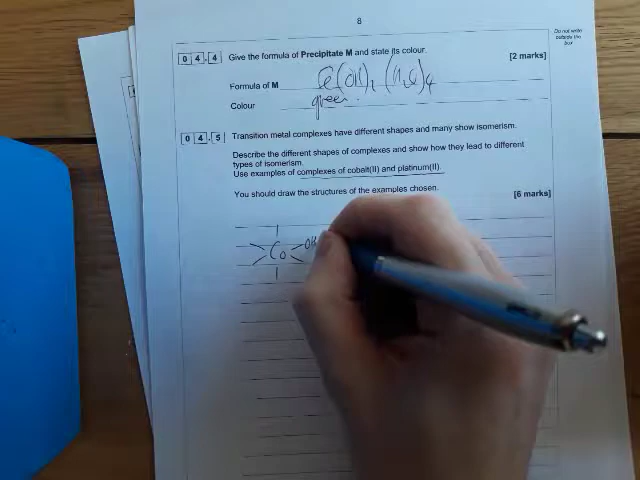 8
Do not write
outside the
box
04.4 Give the formula of Precipitate M and state its colour.
[2 marks]
Formula of M Fe(OH)2(H2O)4
Colour green.
04.5 Transition metal complexes have different shapes and many show isomerism.
Describe the different shapes of complexes and show how they lead to different
types of isomerism.
Use examples of complexes of cobalt(II) and platinum(II).
You should draw the structures of the examples chosen.
[6 marks]
Co OH